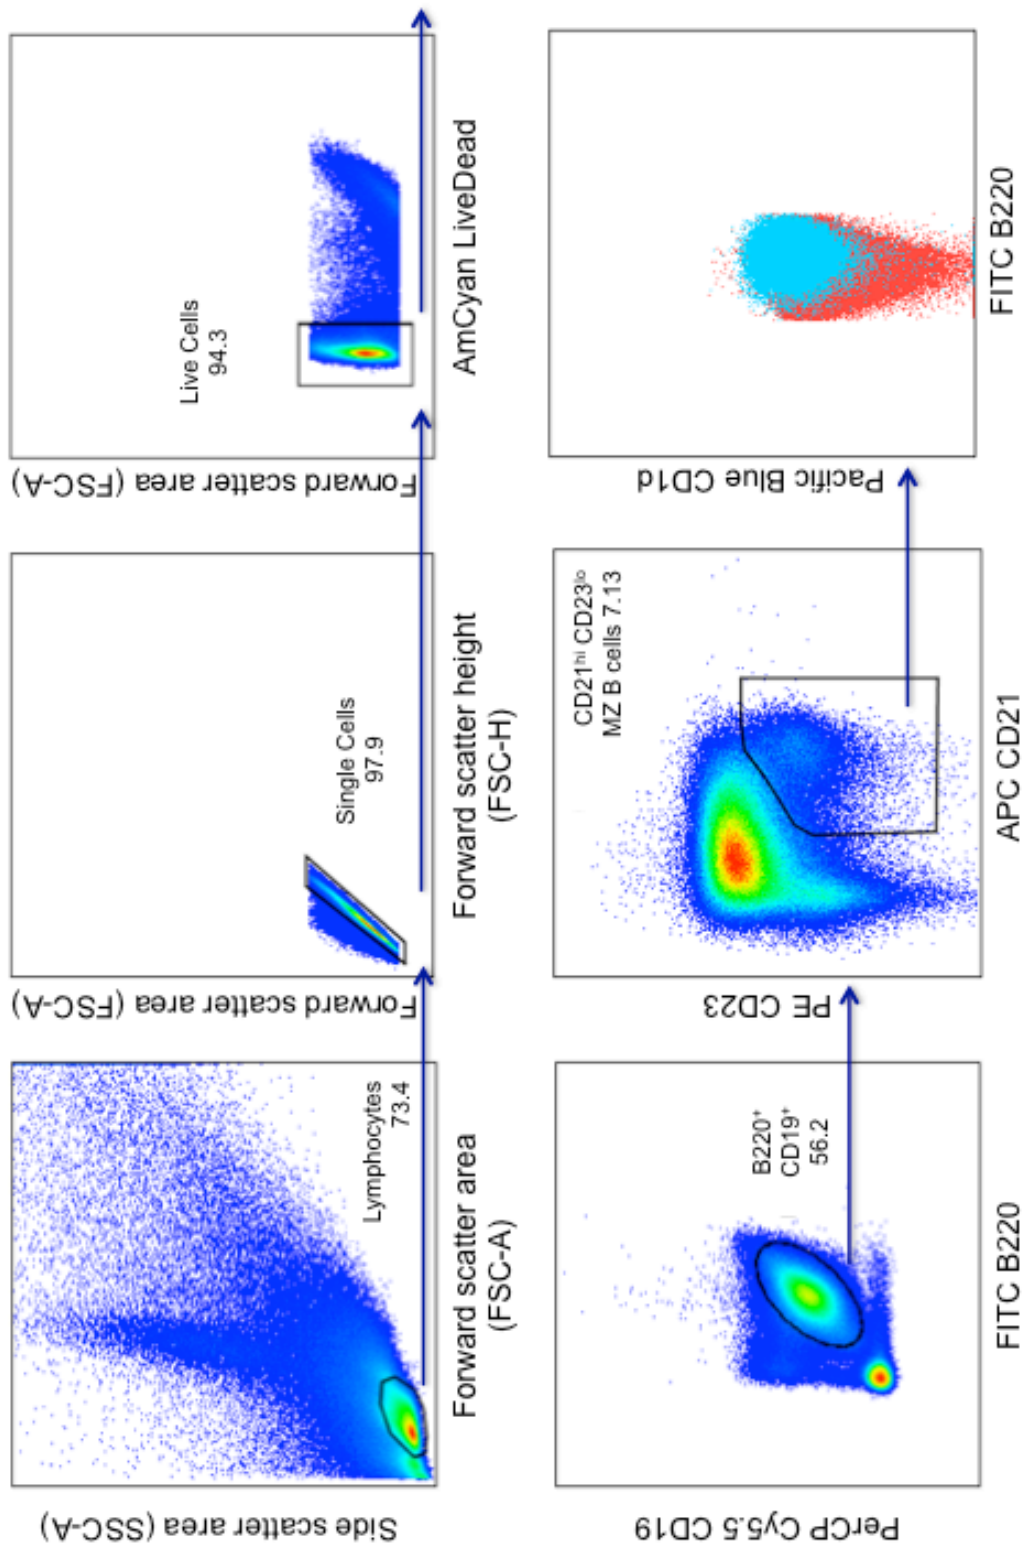 Side scatter area (SSC-A)
Lymphocytes
73.4
Forward scatter area
(FSC-A)
Forward scatter area (FSC-A)
Single Cells
97.9
Forward scatter height
(FSC-H)
Forward scatter area (FSC-A)
Live Cells
94.3
AmCyan LiveDead
PerCP Cy5.5 CD19
B220⁺
CD19⁺
56.2
FITC B220
PE CD23
CD21ʰⁱ CD23ˡᵒ
MZ B cells 7.13
APC CD21
Pacific Blue CD1d
FITC B220